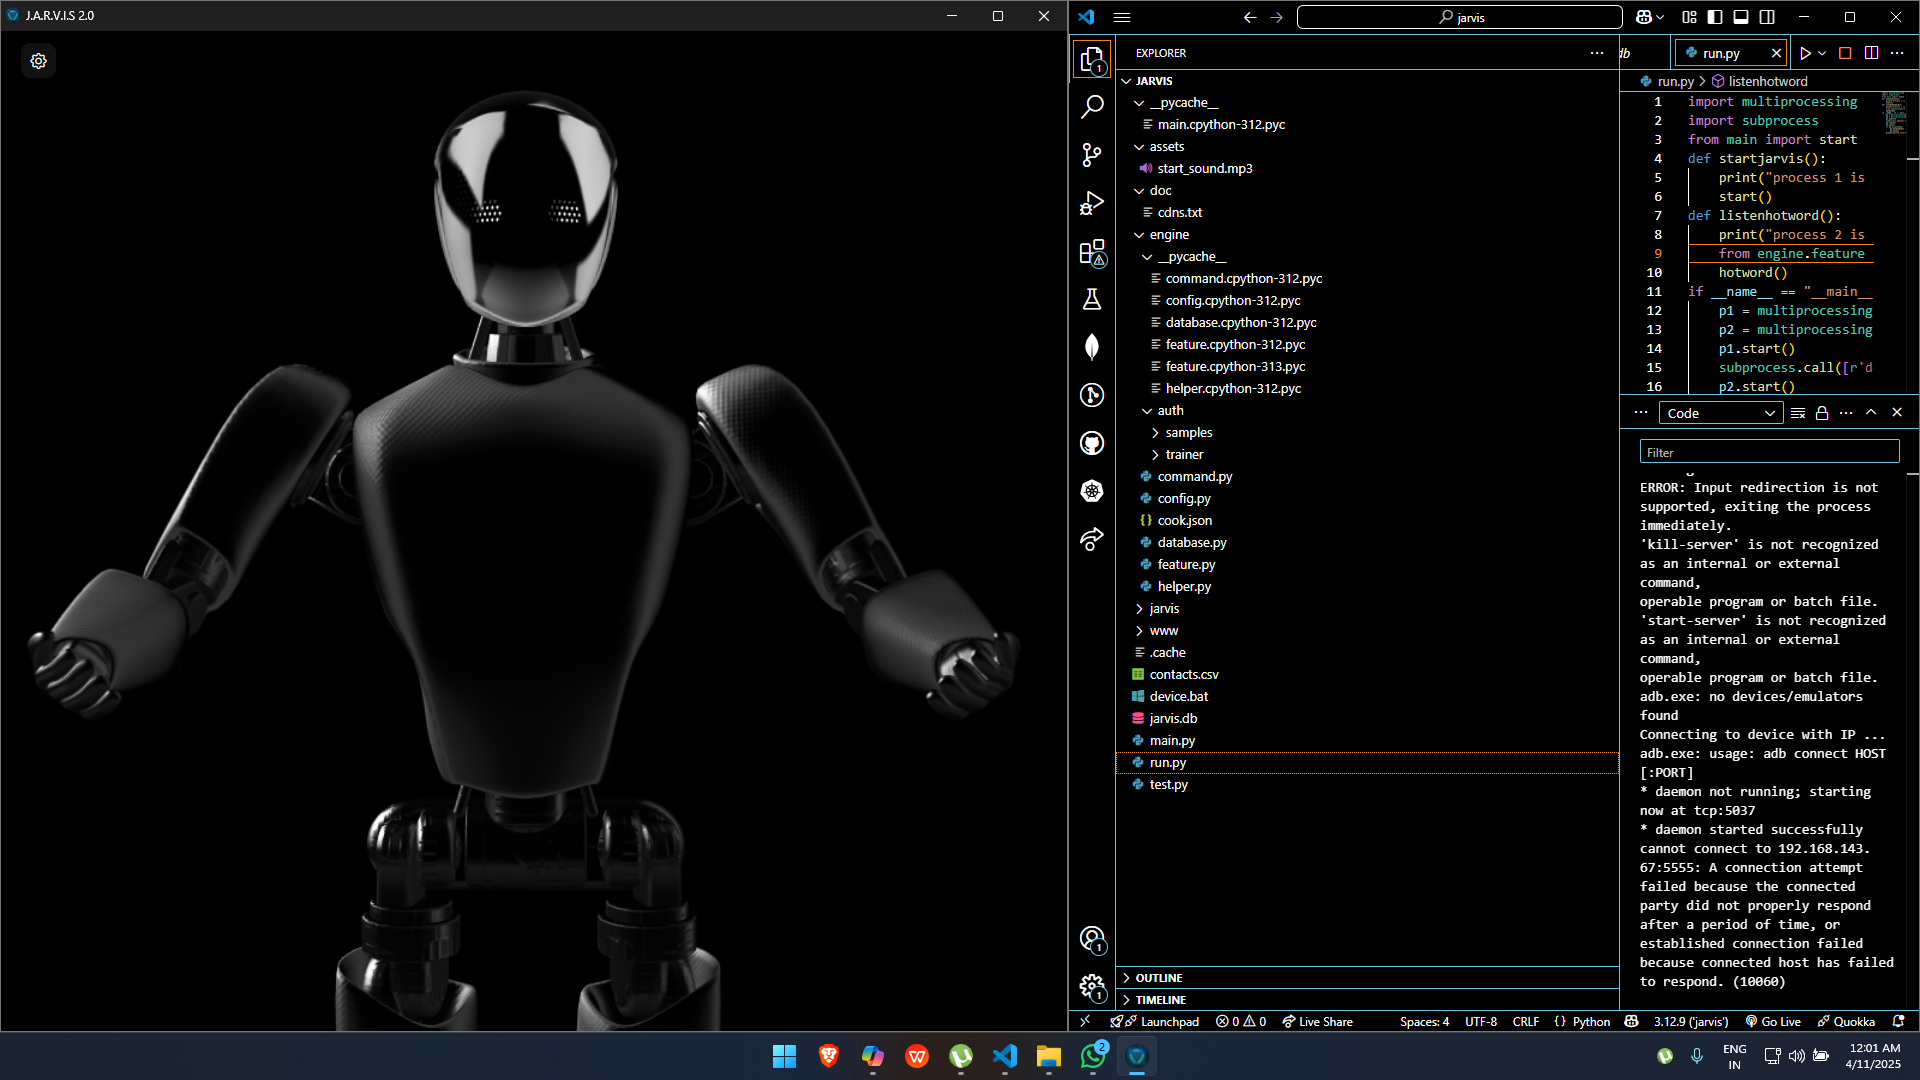 J.A.R.V.I.S 2.0
jarvis
EXPLORER
JARVIS
__pycache__
main.cpython-312.pyc
assets
start_sound.mp3
doc
cdns.txt
engine
__pycache__
command.cpython-312.pyc
config.cpython-312.pyc
database.cpython-312.pyc
feature.cpython-312.pyc
feature.cpython-313.pyc
helper.cpython-312.pyc
auth
samples
trainer
command.py
config.py
cook.json
database.py
feature.py
helper.py
jarvis
www
.cache
contacts.csv
device.bat
jarvis.db
main.py
run.py
test.py
OUTLINE
TIMELINE
db
run.py
run.py > listenhotword
1 import multiprocessing
2 import subprocess
3 from main import start
4 def startjarvis():
5 print("process 1 is
6 start()
7 def listenhotword():
8 print("process 2 is
9 from engine.feature
10 hotword()
11 if __name__ == "__main__
12 p1 = multiprocessing
13 p2 = multiprocessing
14 p1.start()
15 subprocess.call([r'd
16 p2.start()
Code
Filter
ERROR: Input redirection is not
supported, exiting the process
immediately.
'kill-server' is not recognized
as an internal or external
command,
operable program or batch file.
'start-server' is not recognized
as an internal or external
command,
operable program or batch file.
adb.exe: no devices/emulators
found
Connecting to device with IP ...
adb.exe: usage: adb connect HOST
[:PORT]
* daemon not running; starting
now at tcp:5037
* daemon started successfully
cannot connect to 192.168.143.
67:5555: A connection attempt
failed because the connected
party did not properly respond
after a period of time, or
established connection failed
because connected host has failed
to respond. (10060)
Launchpad 0 0 Live Share Spaces: 4 UTF-8 CRLF {} Python 3.12.9 ('jarvis') Go Live Quokka
2
ENG
IN
12:01 AM
4/11/2025